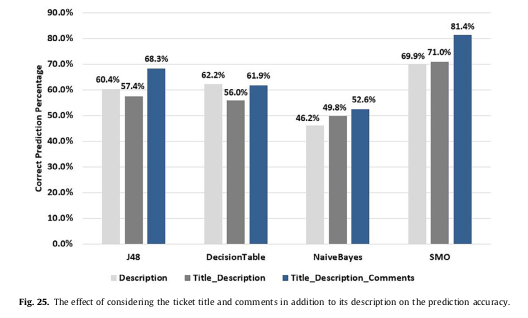 90.0%
80.0%
70.0%
60.0%
50.0%
40.0%
30.0%
20.0%
10.0%
0.0%
Correct Prediction Percentage
60.4% 57.4% 68.3%
62.2% 56.0% 61.9%
46.2% 49.8% 52.6%
69.9% 71.0% 81.4%
J48 DecisionTable NaiveBayes SMO
Description Title_Description Title_Description_Comments
Fig. 25. The effect of considering the ticket title and comments in addition to its description on the prediction accuracy.